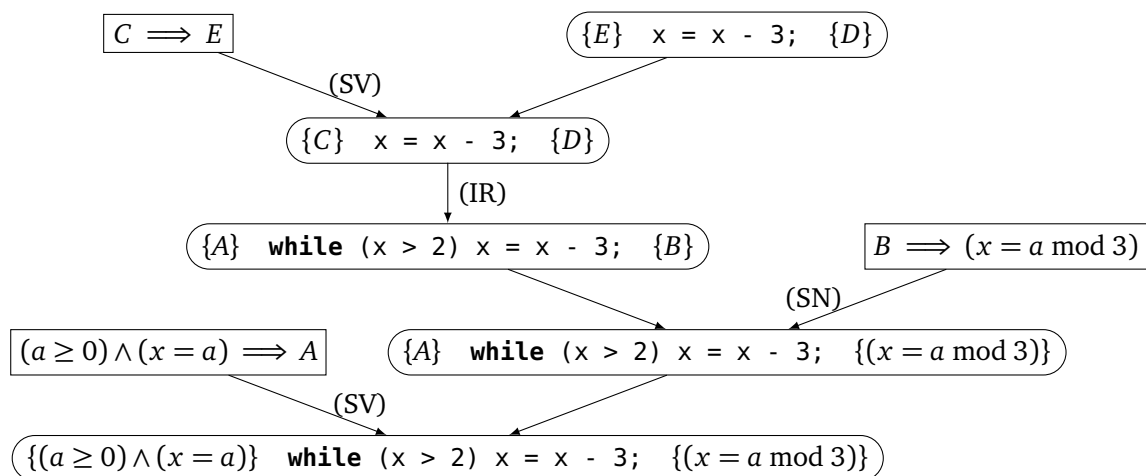 C ⟹ E
{E} x = x - 3; {D}
(SV)
{C} x = x - 3; {D}
(IR)
{A} while (x > 2) x = x - 3; {B}
B ⟹ (x = a mod 3)
(SN)
(a ≥ 0) ∧ (x = a) ⟹ A
{A} while (x > 2) x = x - 3; {(x = a mod 3)}
(SV)
{(a ≥ 0) ∧ (x = a)} while (x > 2) x = x - 3; {(x = a mod 3)}